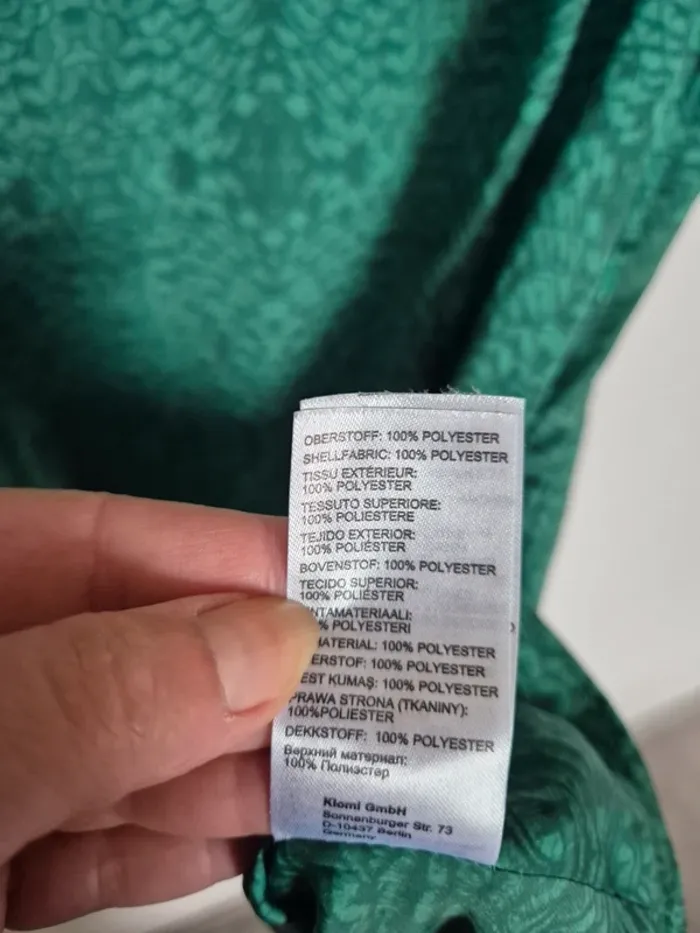 OBERSTOFF: 100% POLYESTER
SHELLFABRIC: 100% POLYESTER
TISSU EXTÉRIEUR:
100% POLYESTER
TESSUTO SUPERIORE:
100% POLIESTERE
TEJIDO EXTERIOR:
100% POLIÉSTER
BOVENSTOF: 100% POLYESTER
TECIDO SUPERIOR:
100% POLIÉSTER
NTAMATERIAALI:
% POLYESTERI
MATERIAL: 100% POLYESTER
ERSTOF: 100% POLYESTER
EST KUMAŞ: 100% POLYESTER
PRAWA STRONA (TKANINY):
100%POLIESTER
DEKKSTOFF: 100% POLYESTER
Верхний материал:
100% Полиэстер
Klomi GmbH
Sonnenburger Str. 73
D-10437 Berlin
Germany